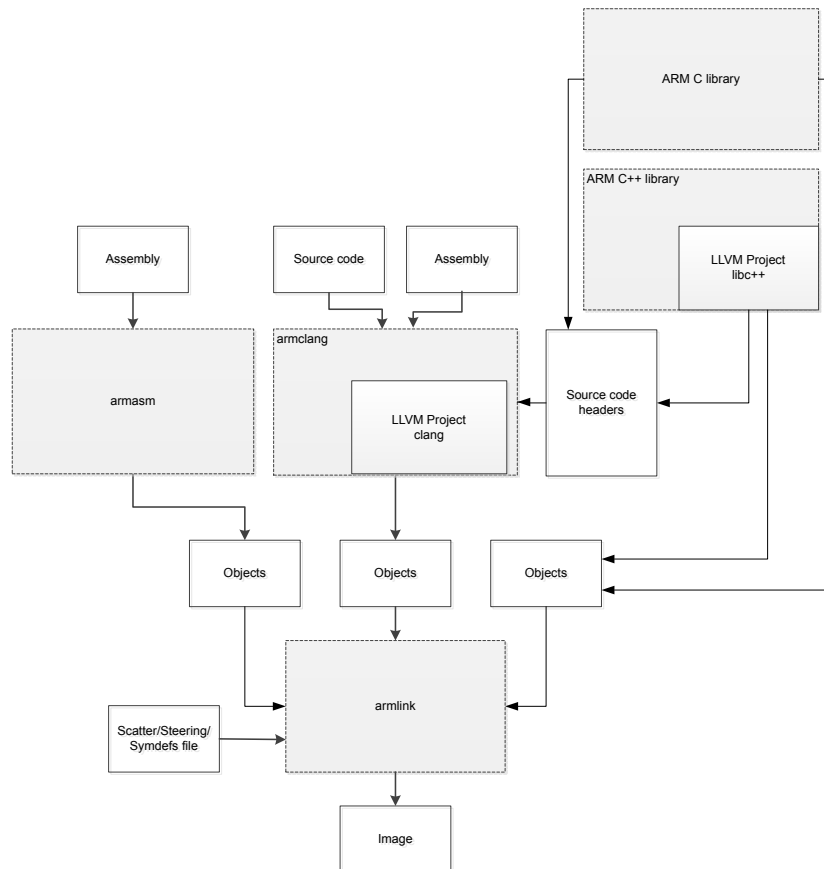 ARM C library
ARM C++ library
LLVM Project
libc++
Assembly
Source code
Assembly
armclang
LLVM Project
clang
armasm
Source code
headers
Objects
Objects
Objects
armlink
Scatter/Steering/
Symdefs file
Image